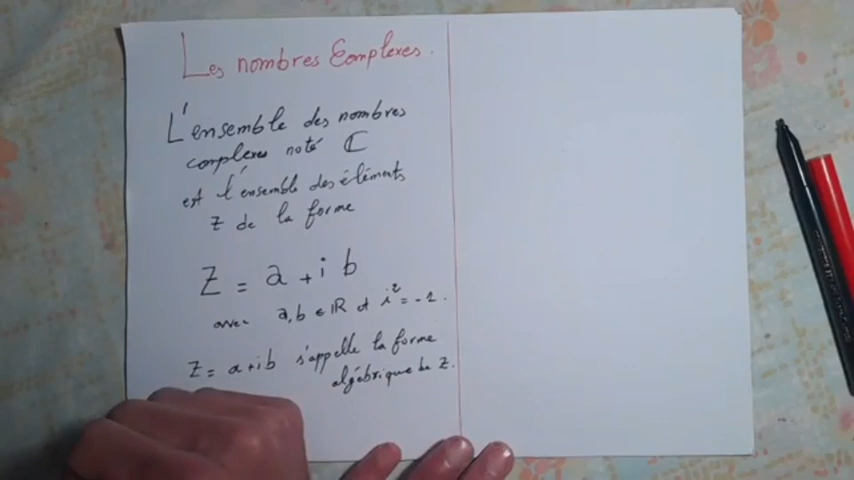 Les nombres Complexes.
L'ensemble des nombres
complexes noté ℂ
est l'ensemble des éléments
z de la forme
Z = a + i b
avec a, b ∈ ℝ et i² = -1.
Z = a + ib s'appelle la forme
algébrique de z.